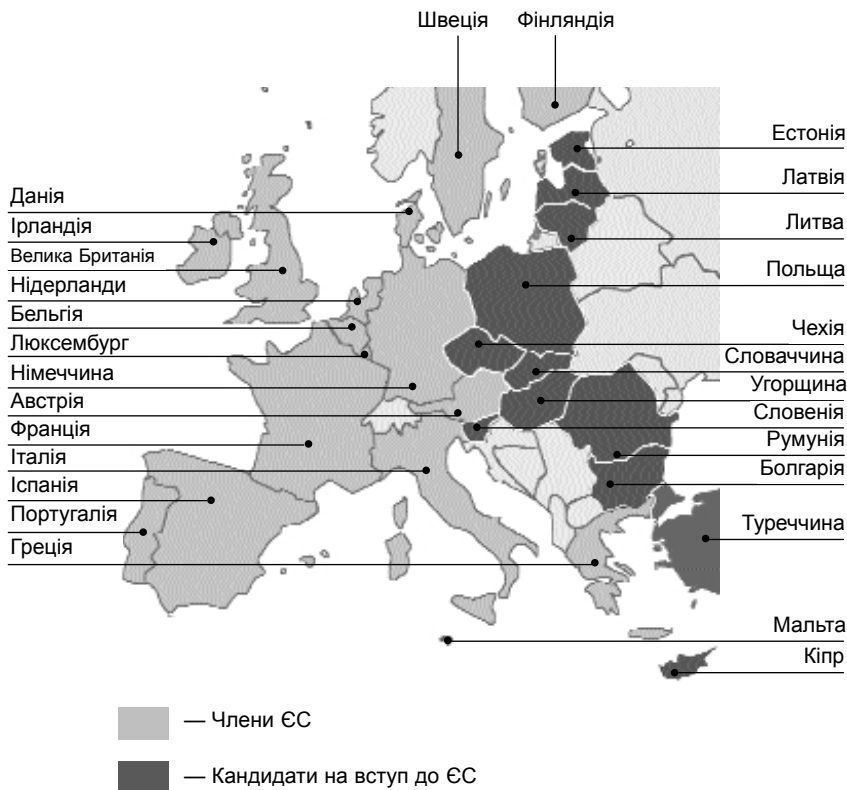 Швеція
Фінляндія
Данія
Ірландія
Велика Британія
Нідерланди
Бельгія
Люксембург
Німеччина
Австрія
Франція
Італія
Іспанія
Португалія
Греція
Естонія
Латвія
Литва
Польща
Чехія
Словаччина
Угорщина
Словенія
Румунія
Болгарія
Туреччина
Мальта
Кіпр
— Члени ЄС
— Кандидати на вступ до ЄС